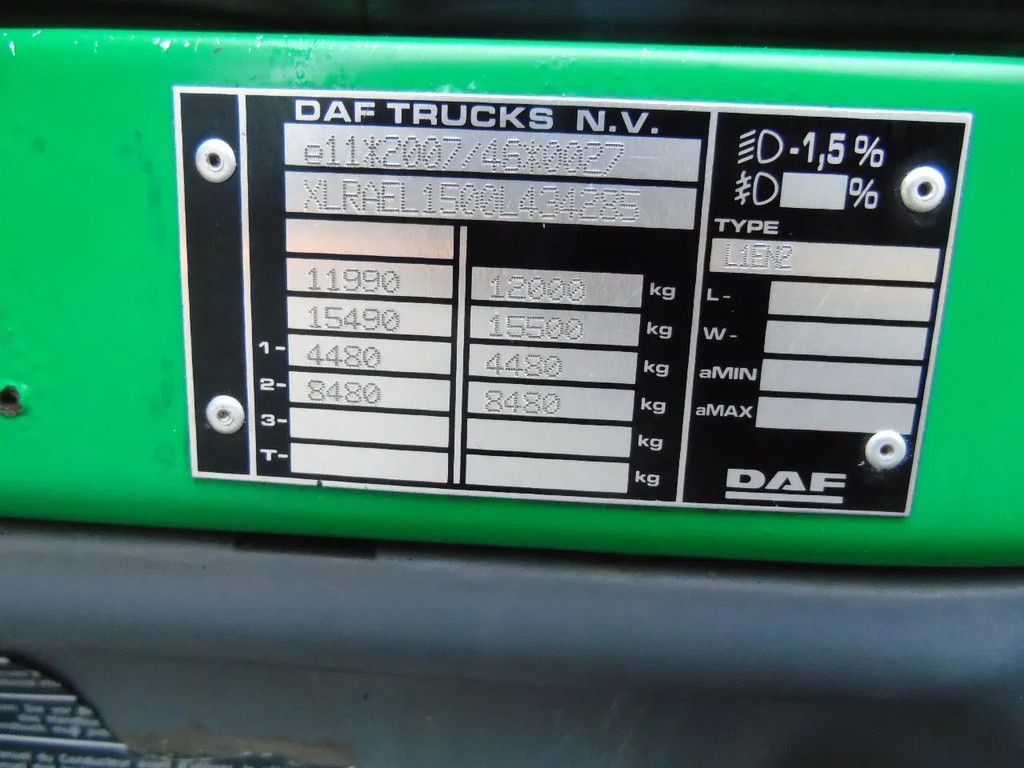 DAF TRUCKS N.V.
e11*2007/46*0027
XLRAEL1500L434285
11990 12000 kg
15490 15500 kg
1- 4480 4480 kg
2- 8480 8480 kg
3- kg
T- kg
-1,5 %
%
TYPE
L1EN2
L-
W-
aMIN
aMAX
DAF